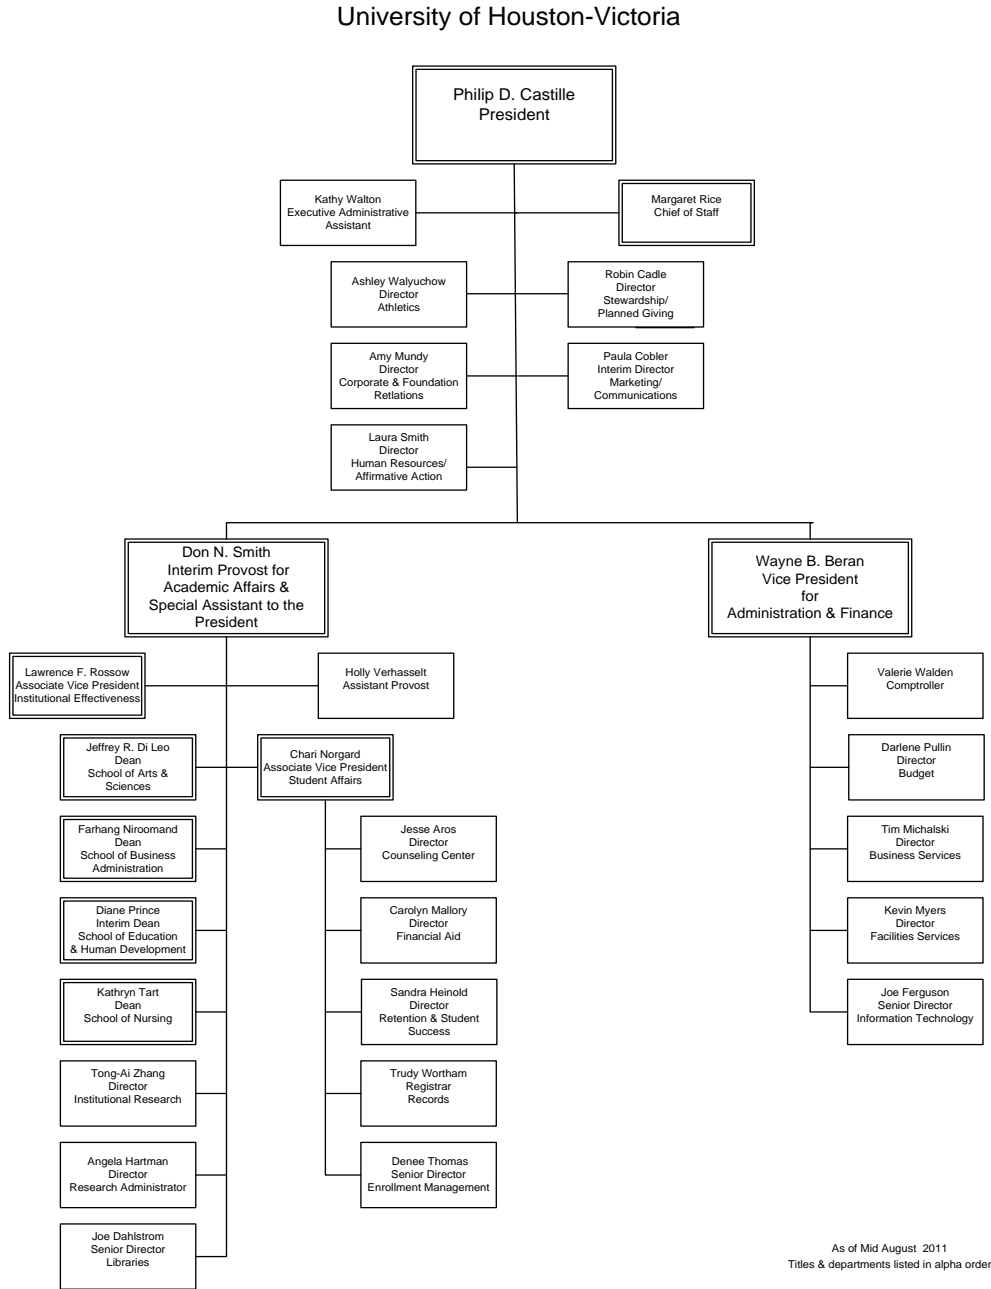 University of Houston-Victoria
Philip D. Castille
President
Kathy Walton
Executive Administrative
Assistant
Margaret Rice
Chief of Staff
Ashley Walyuchow
Director
Athletics
Robin Cadle
Director
Stewardship/
Planned Giving
Amy Mundy
Director
Corporate & Foundation
Retlations
Paula Cobler
Interim Director
Marketing/
Communications
Laura Smith
Director
Human Resources/
Affirmative Action
Don N. Smith
Interim Provost for
Academic Affairs &
Special Assistant to the
President
Wayne B. Beran
Vice President
for
Administration & Finance
Lawrence F. Rossow
Associate Vice President
Institutional Effectiveness
Holly Verhasselt
Assistant Provost
Jeffrey R. Di Leo
Dean
School of Arts &
Sciences
Chari Norgard
Associate Vice President
Student Affairs
Farhang Niroomand
Dean
School of Business
Administration
Diane Prince
Interim Dean
School of Education
& Human Development
Kathryn Tart
Dean
School of Nursing
Tong-Ai Zhang
Director
Institutional Research
Angela Hartman
Director
Research Administrator
Joe Dahlstrom
Senior Director
Libraries
Jesse Aros
Director
Counseling Center
Carolyn Mallory
Director
Financial Aid
Sandra Heinold
Director
Retention & Student
Success
Trudy Wortham
Registrar
Records
Denee Thomas
Senior Director
Enrollment Management
Valerie Walden
Comptroller
Darlene Pullin
Director
Budget
Tim Michalski
Director
Business Services
Kevin Myers
Director
Facilities Services
Joe Ferguson
Senior Director
Information Technology
As of Mid August 2011
Titles & departments listed in alpha order